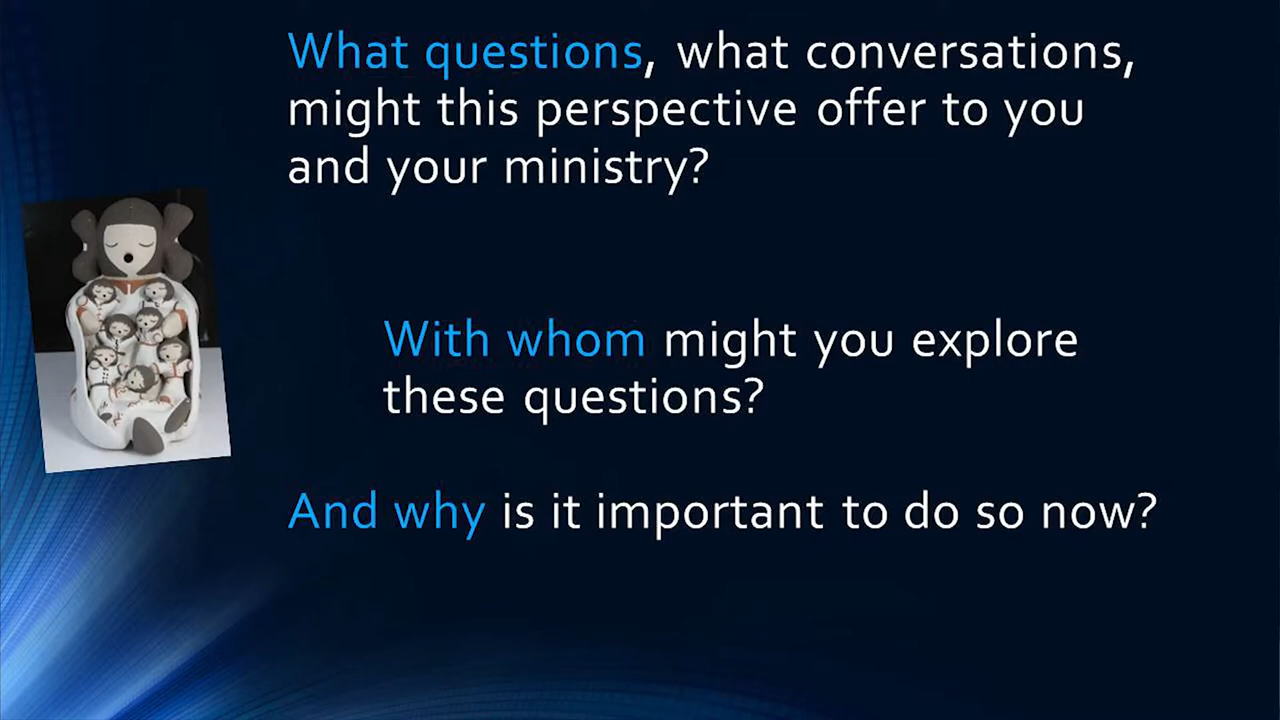 What questions, what conversations,
might this perspective offer to you
and your ministry?
With whom might you explore
these questions?
And why is it important to do so now?